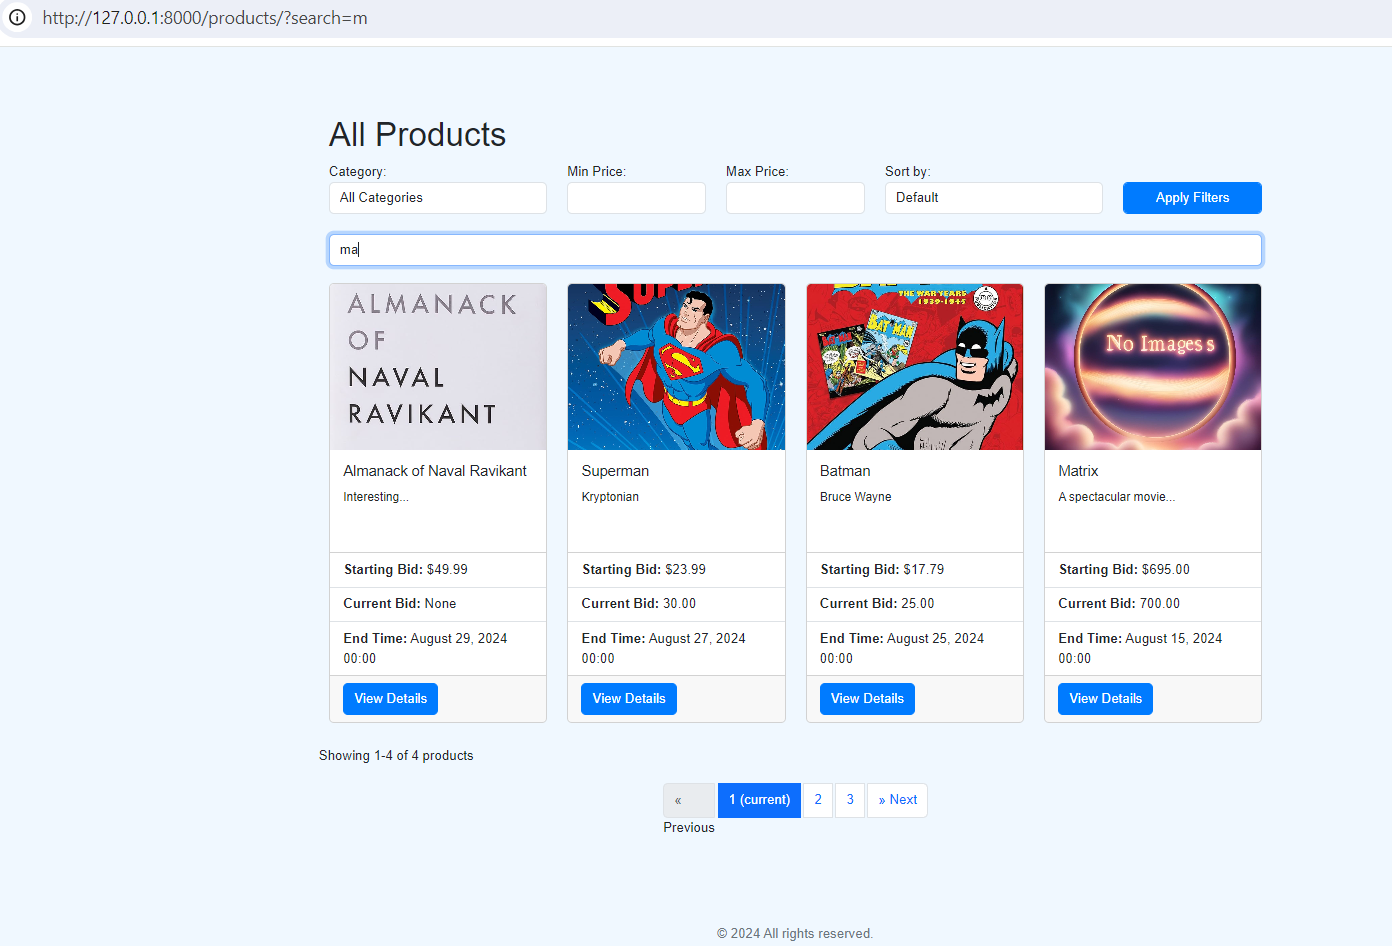 http://127.0.0.1:8000/products/?search=m
All Products
Category:
Min Price:
Max Price:
Sort by:
All Categories
Default
Apply Filters
ma
ALMANACK
OF
NAVAL
RAVIKANT
THE WAR YEARS
1939-1945
BATMAN
No Images s
Almanack of Naval Ravikant
Interesting...
Starting Bid: $49.99
Current Bid: None
End Time: August 29, 2024
00:00
View Details
Superman
Kryptonian
Starting Bid: $23.99
Current Bid: 30.00
End Time: August 27, 2024
00:00
View Details
Batman
Bruce Wayne
Starting Bid: $17.79
Current Bid: 25.00
End Time: August 25, 2024
00:00
View Details
Matrix
A spectacular movie...
Starting Bid: $695.00
Current Bid: 700.00
End Time: August 15, 2024
00:00
View Details
Showing 1-4 of 4 products
«
Previous
1 (current)
2
3
» Next
© 2024 All rights reserved.